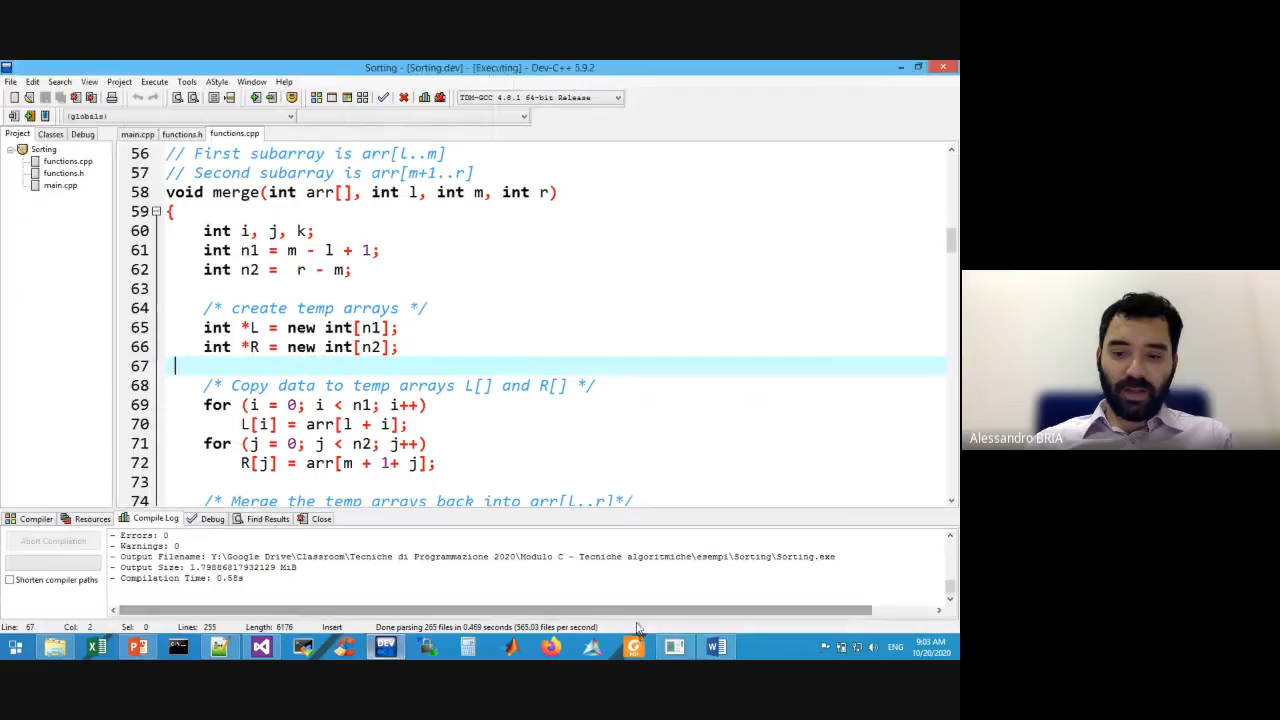 Sorting - [Sorting.dev] - [Executing] - Dev-C++ 5.9.2
File Edit Search View Project Execute Tools AStyle Window Help
TDM-GCC 4.8.1 64-bit Release
(globals)
Project Classes Debug
main.cpp functions.h functions.cpp
Sorting
functions.cpp
functions.h
main.cpp
56 // First subarray is arr[l..m]
57 // Second subarray is arr[m+1..r]
58 void merge(int arr[], int l, int m, int r)
59 {
60 int i, j, k;
61 int n1 = m - l + 1;
62 int n2 =  r - m;
63
64 /* create temp arrays */
65 int *L = new int[n1];
66 int *R = new int[n2];
67
68 /* Copy data to temp arrays L[] and R[] */
69 for (i = 0; i < n1; i++)
70 L[i] = arr[l + i];
71 for (j = 0; j < n2; j++)
72 R[j] = arr[m + 1+ j];
73
74 /* Merge the temp arrays back into arr[l..r]*/
Compiler Resources Compile Log Debug Find Results Close
Abort Compilation
Shorten compiler paths
- Errors: 0
- Warnings: 0
- Output Filename: Y:\Google Drive\Classroom\Tecniche di Programmazione 2020\Modulo C - Tecniche algoritmiche\esempi\Sorting\Sorting.exe
- Output Size: 1.79886817932129 MiB
- Compilation Time: 0.58s
Line: 67 Col: 2 Sel: 0 Lines: 255 Length: 6176 Insert Done parsing 265 files in 0.469 seconds (565.03 files per second)
DEV
PDF
ENG
9:03 AM
10/20/2020
Alessandro BRIA